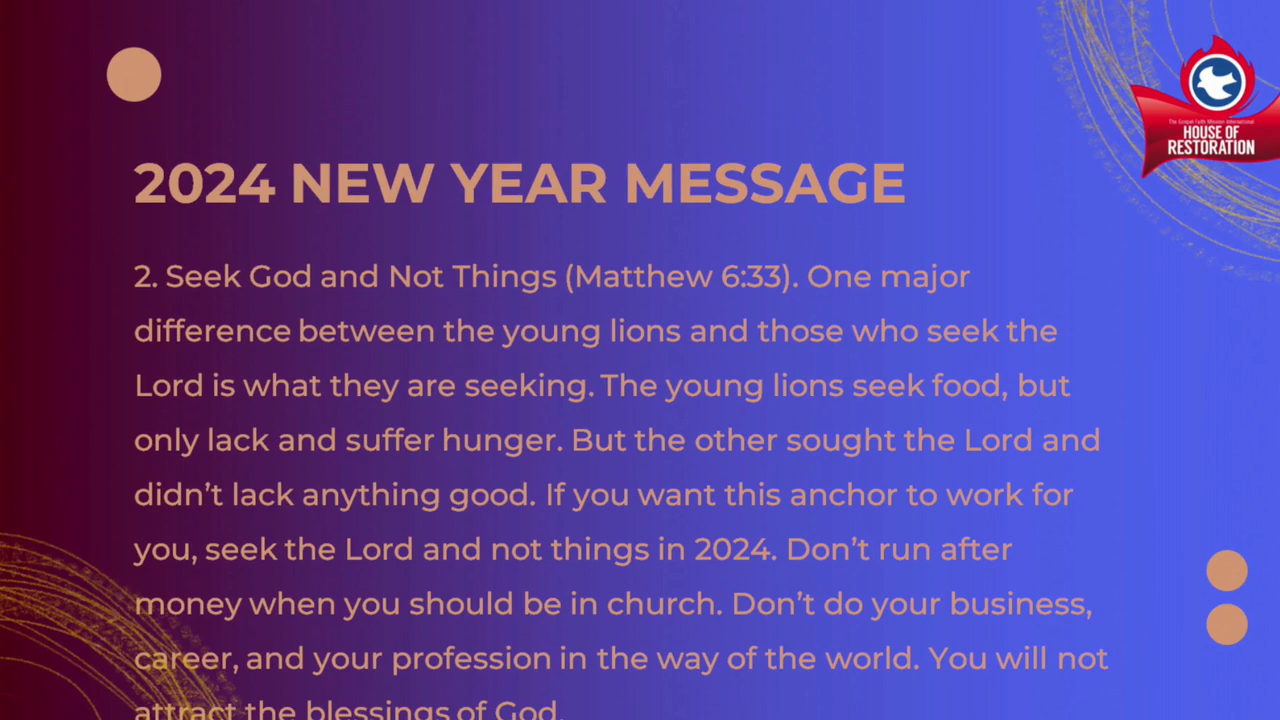 The Gospel Faith Mission International
HOUSE OF
RESTORATION
2024 NEW YEAR MESSAGE
2. Seek God and Not Things (Matthew 6:33). One major
difference between the young lions and those who seek the
Lord is what they are seeking. The young lions seek food, but
only lack and suffer hunger. But the other sought the Lord and
didn’t lack anything good. If you want this anchor to work for
you, seek the Lord and not things in 2024. Don’t run after
money when you should be in church. Don’t do your business,
career, and your profession in the way of the world. You will not
attract the blessings of God.